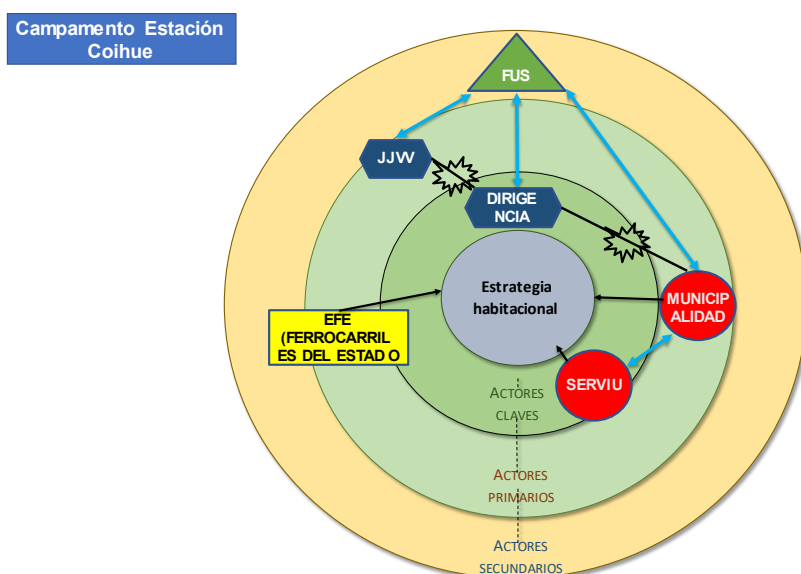 Campamento Estación
Coihue
FUS
JJVV
DIRIGE
NCIA
Estrategia
habitacional
MUNICIP
ALIDAD
EFE
(FERROCARRIL
ES DEL ESTADO
SERVIU
ACTORES
CLAVES
ACTORES
PRIMARIOS
ACTORES
SECUNDARIOS